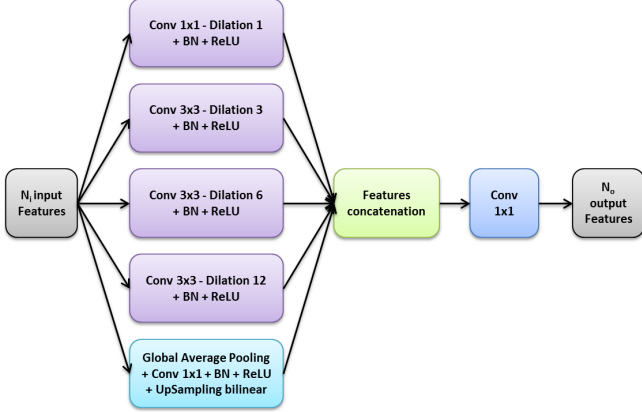 Conv 1x1 - Dilation 1
+ BN + ReLU
Conv 3x3 - Dilation 3
+ BN + ReLU
N_i input
Features
Conv 3x3 - Dilation 6
+ BN + ReLU
Features
concatenation
Conv
1x1
N_o
output
Features
Conv 3x3 - Dilation 12
+ BN + ReLU
Global Average Pooling
+ Conv 1x1 + BN + ReLU
+ UpSampling bilinear